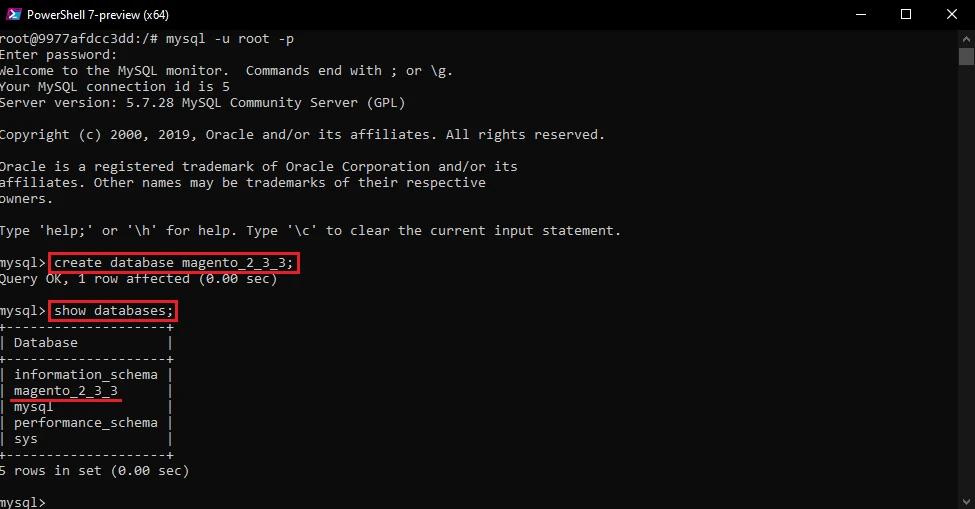 PowerShell 7-preview (x64)
root@9977afdcc3dd:/# mysql -u root -p
Enter password:
Welcome to the MySQL monitor.  Commands end with ; or \g.
Your MySQL connection id is 5
Server version: 5.7.28 MySQL Community Server (GPL)
Copyright (c) 2000, 2019, Oracle and/or its affiliates. All rights reserved.
Oracle is a registered trademark of Oracle Corporation and/or its
affiliates. Other names may be trademarks of their respective
owners.
Type 'help;' or '\h' for help. Type '\c' to clear the current input statement.
mysql> create database magento_2_3_3;
Query OK, 1 row affected (0.00 sec)
mysql> show databases;
+--------------------+
| Database           |
+--------------------+
| information_schema |
| magento_2_3_3      |
| mysql              |
| performance_schema |
| sys                |
+--------------------+
5 rows in set (0.00 sec)
mysql>